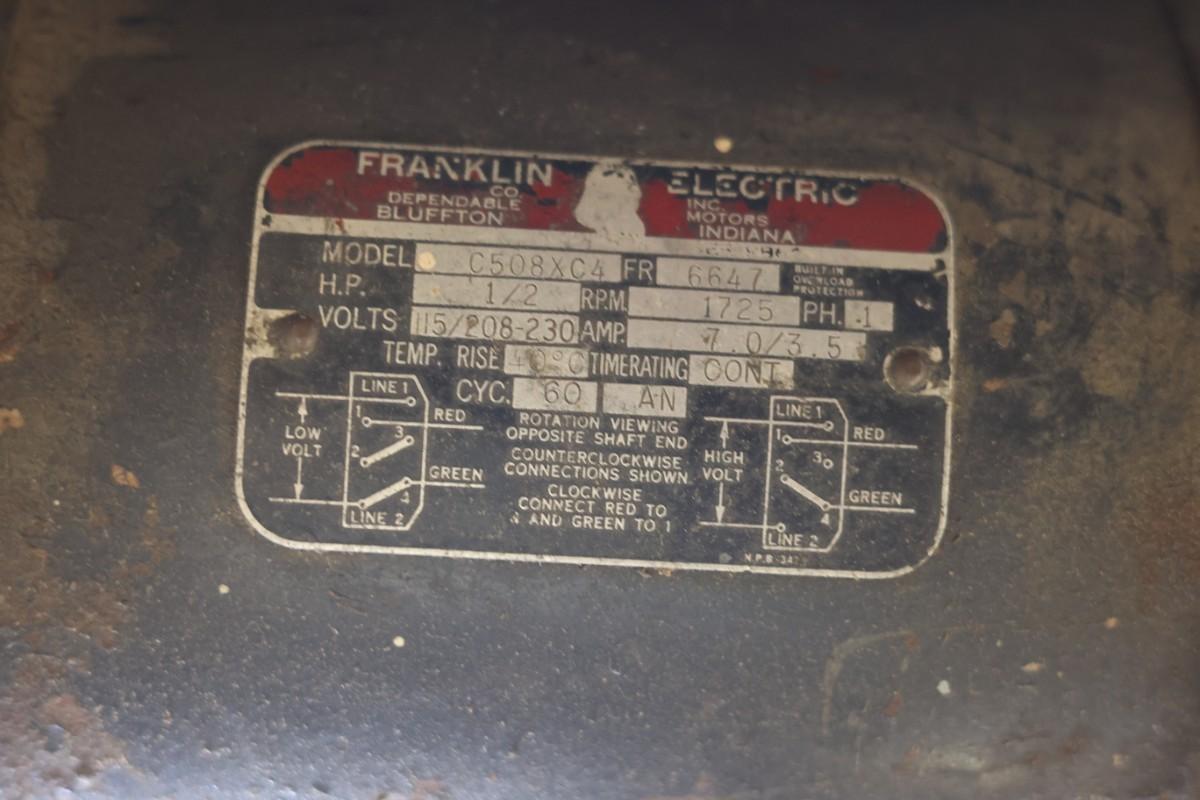 FRANKLIN ELECTRIC
CO. INC.
DEPENDABLE MOTORS
BLUFFTON INDIANA
MODEL C508XC4 FR 6647 BUILT IN OVERLOAD PROTECTION
H.P. 1/2 RPM. 1725 PH. 1
VOLTS 115/208-230 AMP. 7.0/3.5
TEMP. RISE 40°C TIME RATING CONT
CYC. 60 AN
LINE 1
1 RED
LOW VOLT
3
2
GREEN
4
LINE 2
ROTATION VIEWING
OPPOSITE SHAFT END
COUNTERCLOCKWISE
CONNECTIONS SHOWN
CLOCKWISE
CONNECT RED TO
4 AND GREEN TO 1
LINE 1
1 RED
HIGH VOLT
3
2
GREEN
4
LINE 2